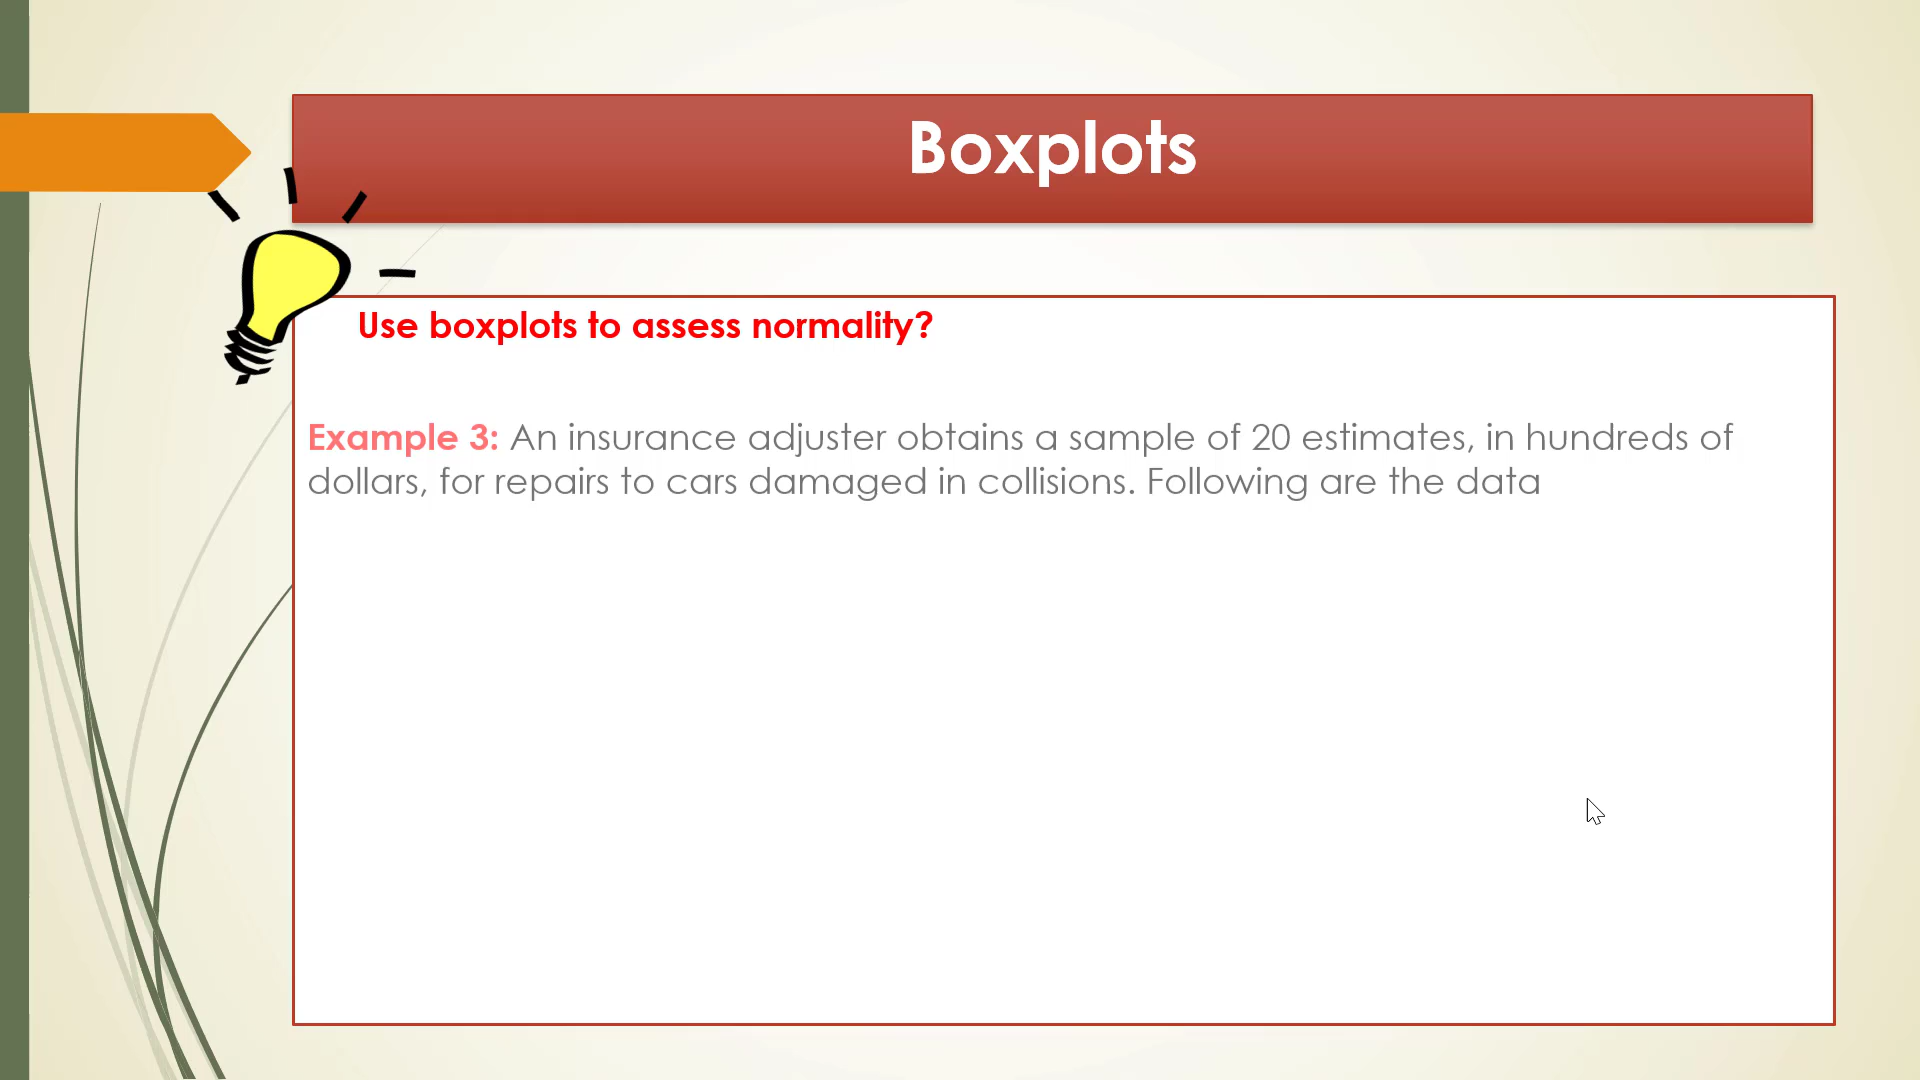 Boxplots
Use boxplots to assess normality?
Example 3: An insurance adjuster obtains a sample of 20 estimates, in hundreds of
dollars, for repairs to cars damaged in collisions. Following are the data